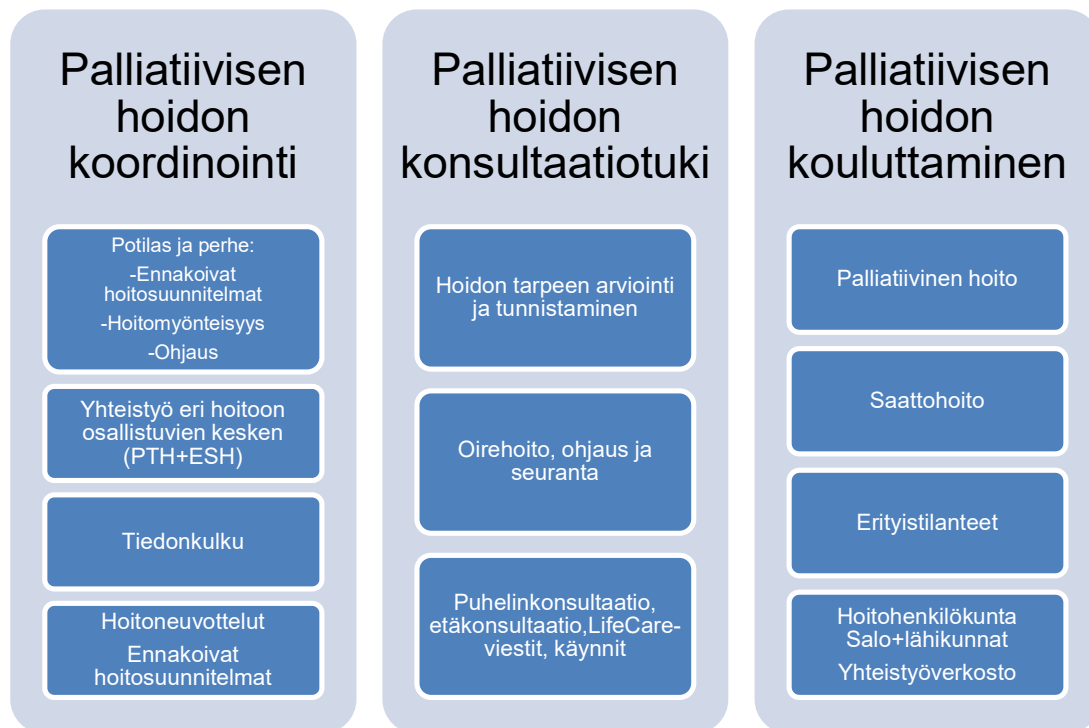 Palliatiivisen
hoidon
koordinointi
Potilas ja perhe:
-Ennakoivat
hoitosuunnitelmat
-Hoitomyönteisyys
-Ohjaus
Yhteistyö eri hoitoon
osallistuvien kesken
(PTH+ESH)
Tiedonkulku
Hoitoneuvottelut
Ennakoivat
hoitosuunnitelmat
Palliatiivisen
hoidon
konsultaatiotuki
Hoidon tarpeen arviointi
ja tunnistaminen
Oirehoito, ohjaus ja
seuranta
Puhelinkonsultaatio,
etäkonsultaatio,LifeCare-
viestit, käynnit
Palliatiivisen
hoidon
kouluttaminen
Palliatiivinen hoito
Saattohoito
Erityistilanteet
Hoitohenkilökunta
Salo+lähikunnat
Yhteistyöverkosto